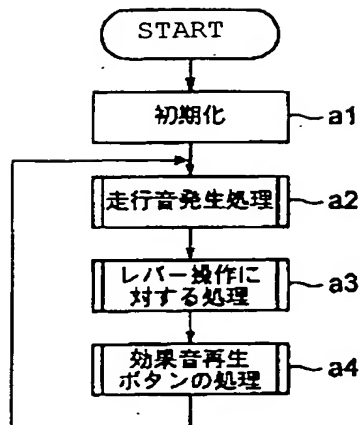 START
初期化
a1
走行音発生処理
a2
レバー操作に
対する処理
a3
効果音再生
ボタンの処理
a4